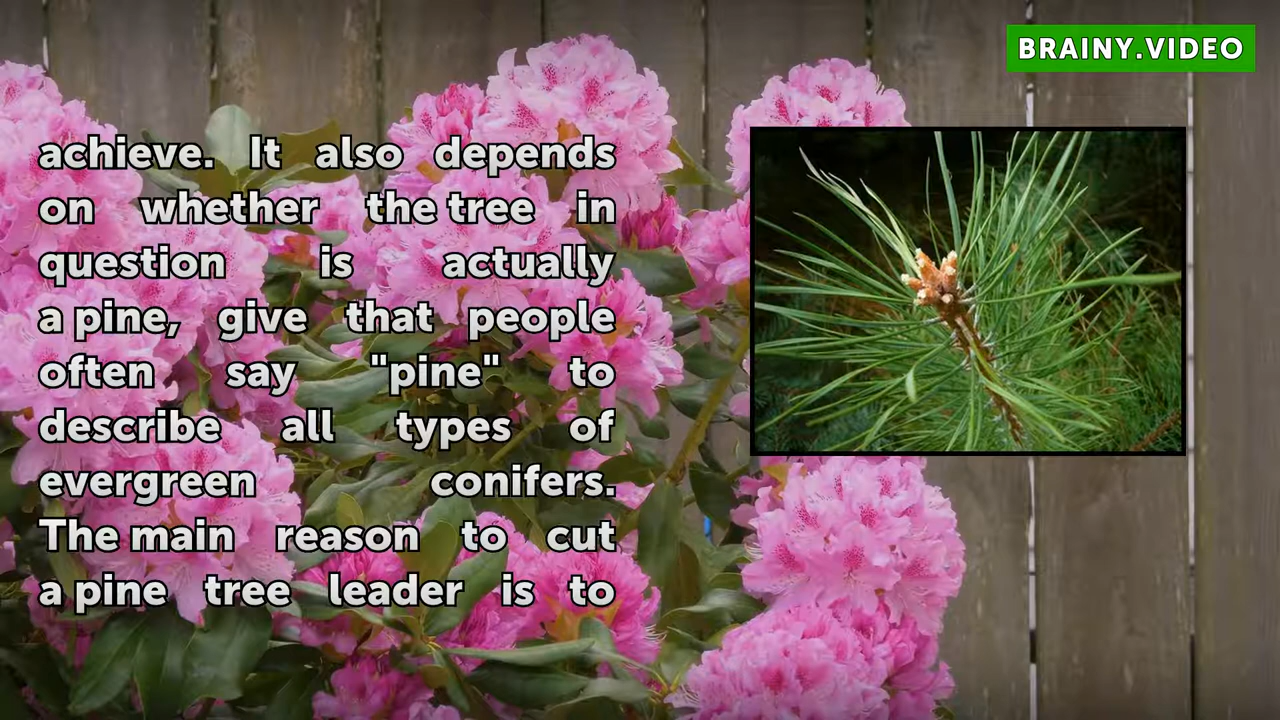 BRAINY.VIDEO
achieve. It also depends
on whether the tree in
question is actually
a pine, give that people
often say "pine" to
describe all types of
evergreen conifers.
The main reason to cut
a pine tree leader is to